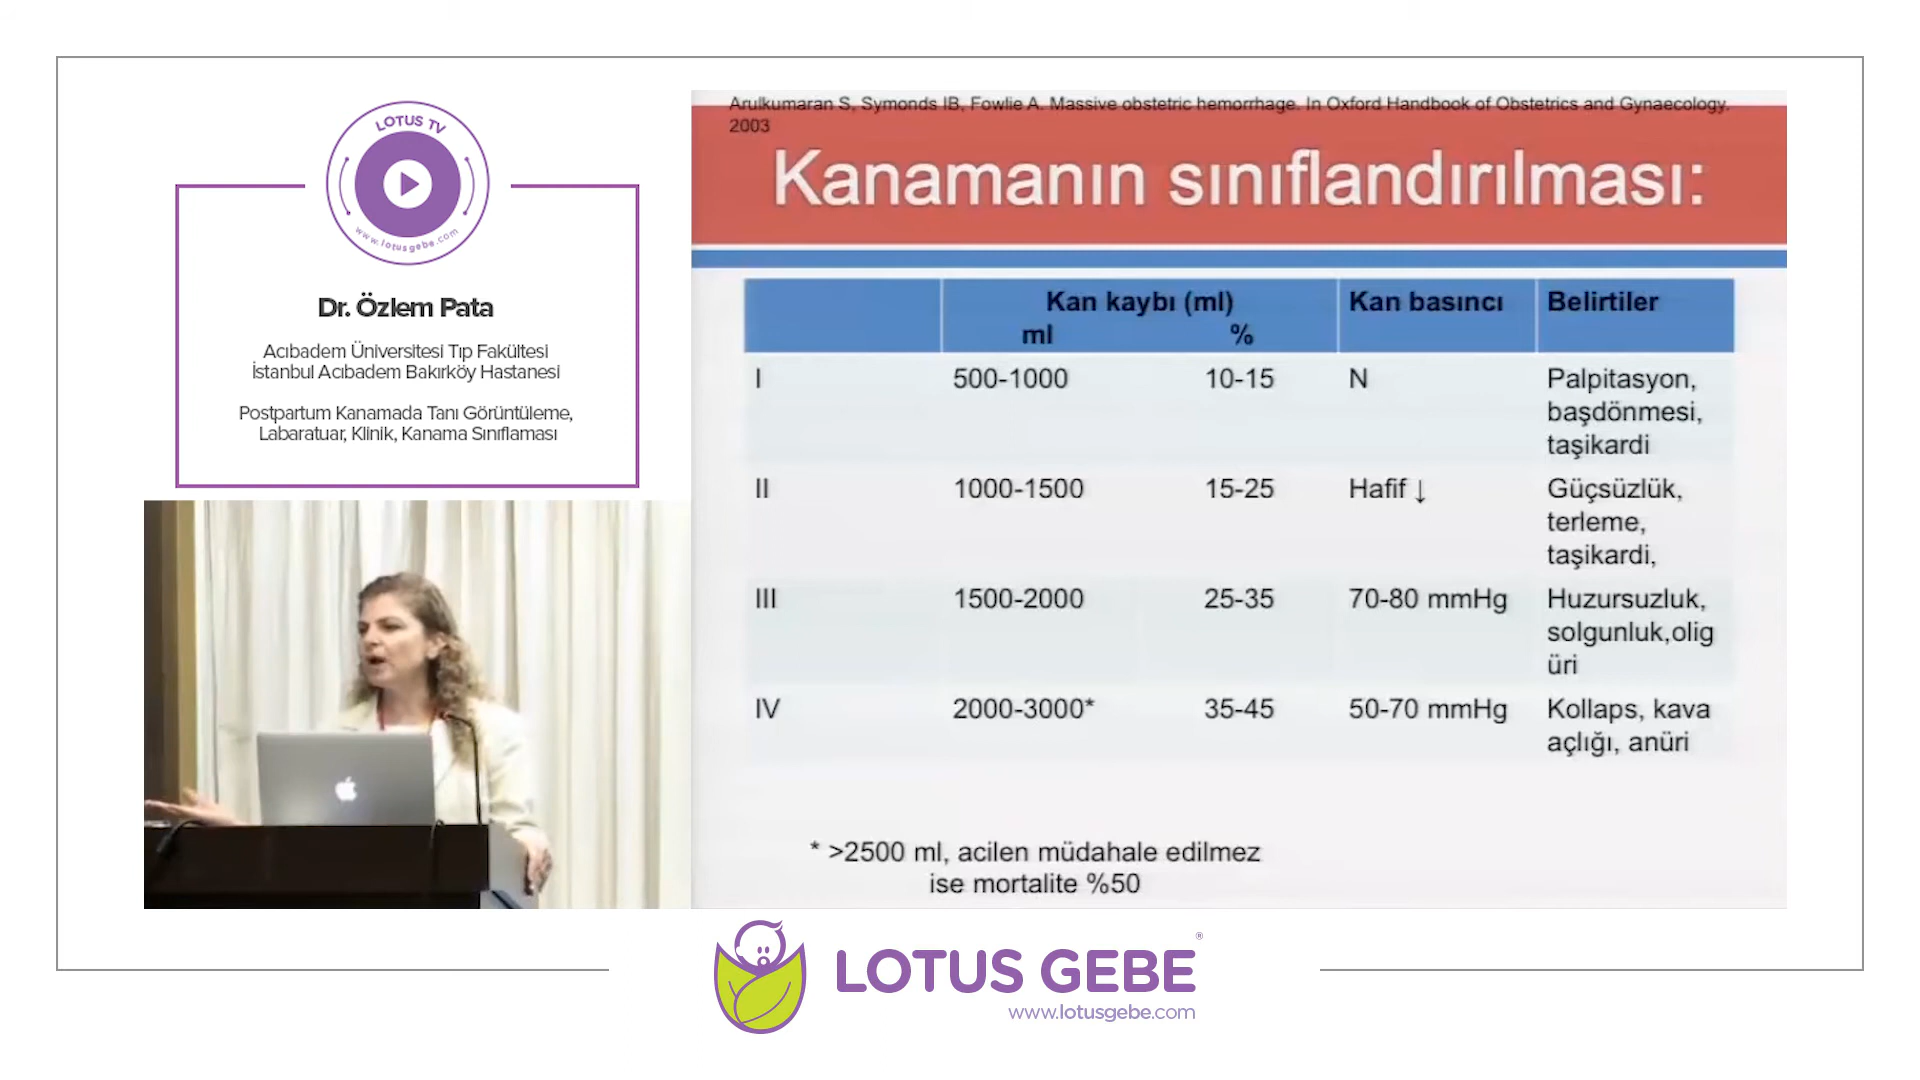 LOTUS TV
www.lotusgebe.com
Dr. Özlem Pata
Acıbadem Üniversitesi Tıp Fakültesi
İstanbul Acıbadem Bakırköy Hastanesi
Postpartum Kanamada Tanı Görüntüleme,
Labaratuar, Klinik, Kanama Sınıflaması
Arulkumaran S, Symonds IB, Fowlie A. Massive obstetric hemorrhage. In Oxford Handbook of Obstetrics and Gynaecology.
2003
Kanamanın sınıflandırılması:
Kan kaybı (ml) Kan basıncı Belirtiler
ml %
I 500-1000 10-15 N Palpitasyon,
başdönmesi,
taşikardi
II 1000-1500 15-25 Hafif ↓ Güçsüzlük,
terleme,
taşikardi,
III 1500-2000 25-35 70-80 mmHg Huzursuzluk,
solgunluk,olig
üri
IV 2000-3000* 35-45 50-70 mmHg Kollaps, kava
açlığı, anüri
* >2500 ml, acilen müdahale edilmez
ise mortalite %50
LOTUS GEBE ®
www.lotusgebe.com